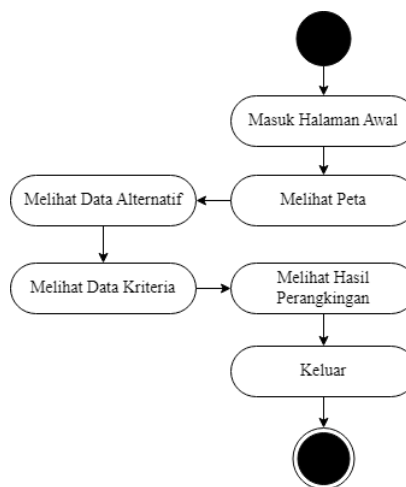 Masuk Halaman Awal
Melihat Peta
Melihat Data Alternatif
Melihat Data Kriteria
Melihat Hasil
Perangkingan
Keluar